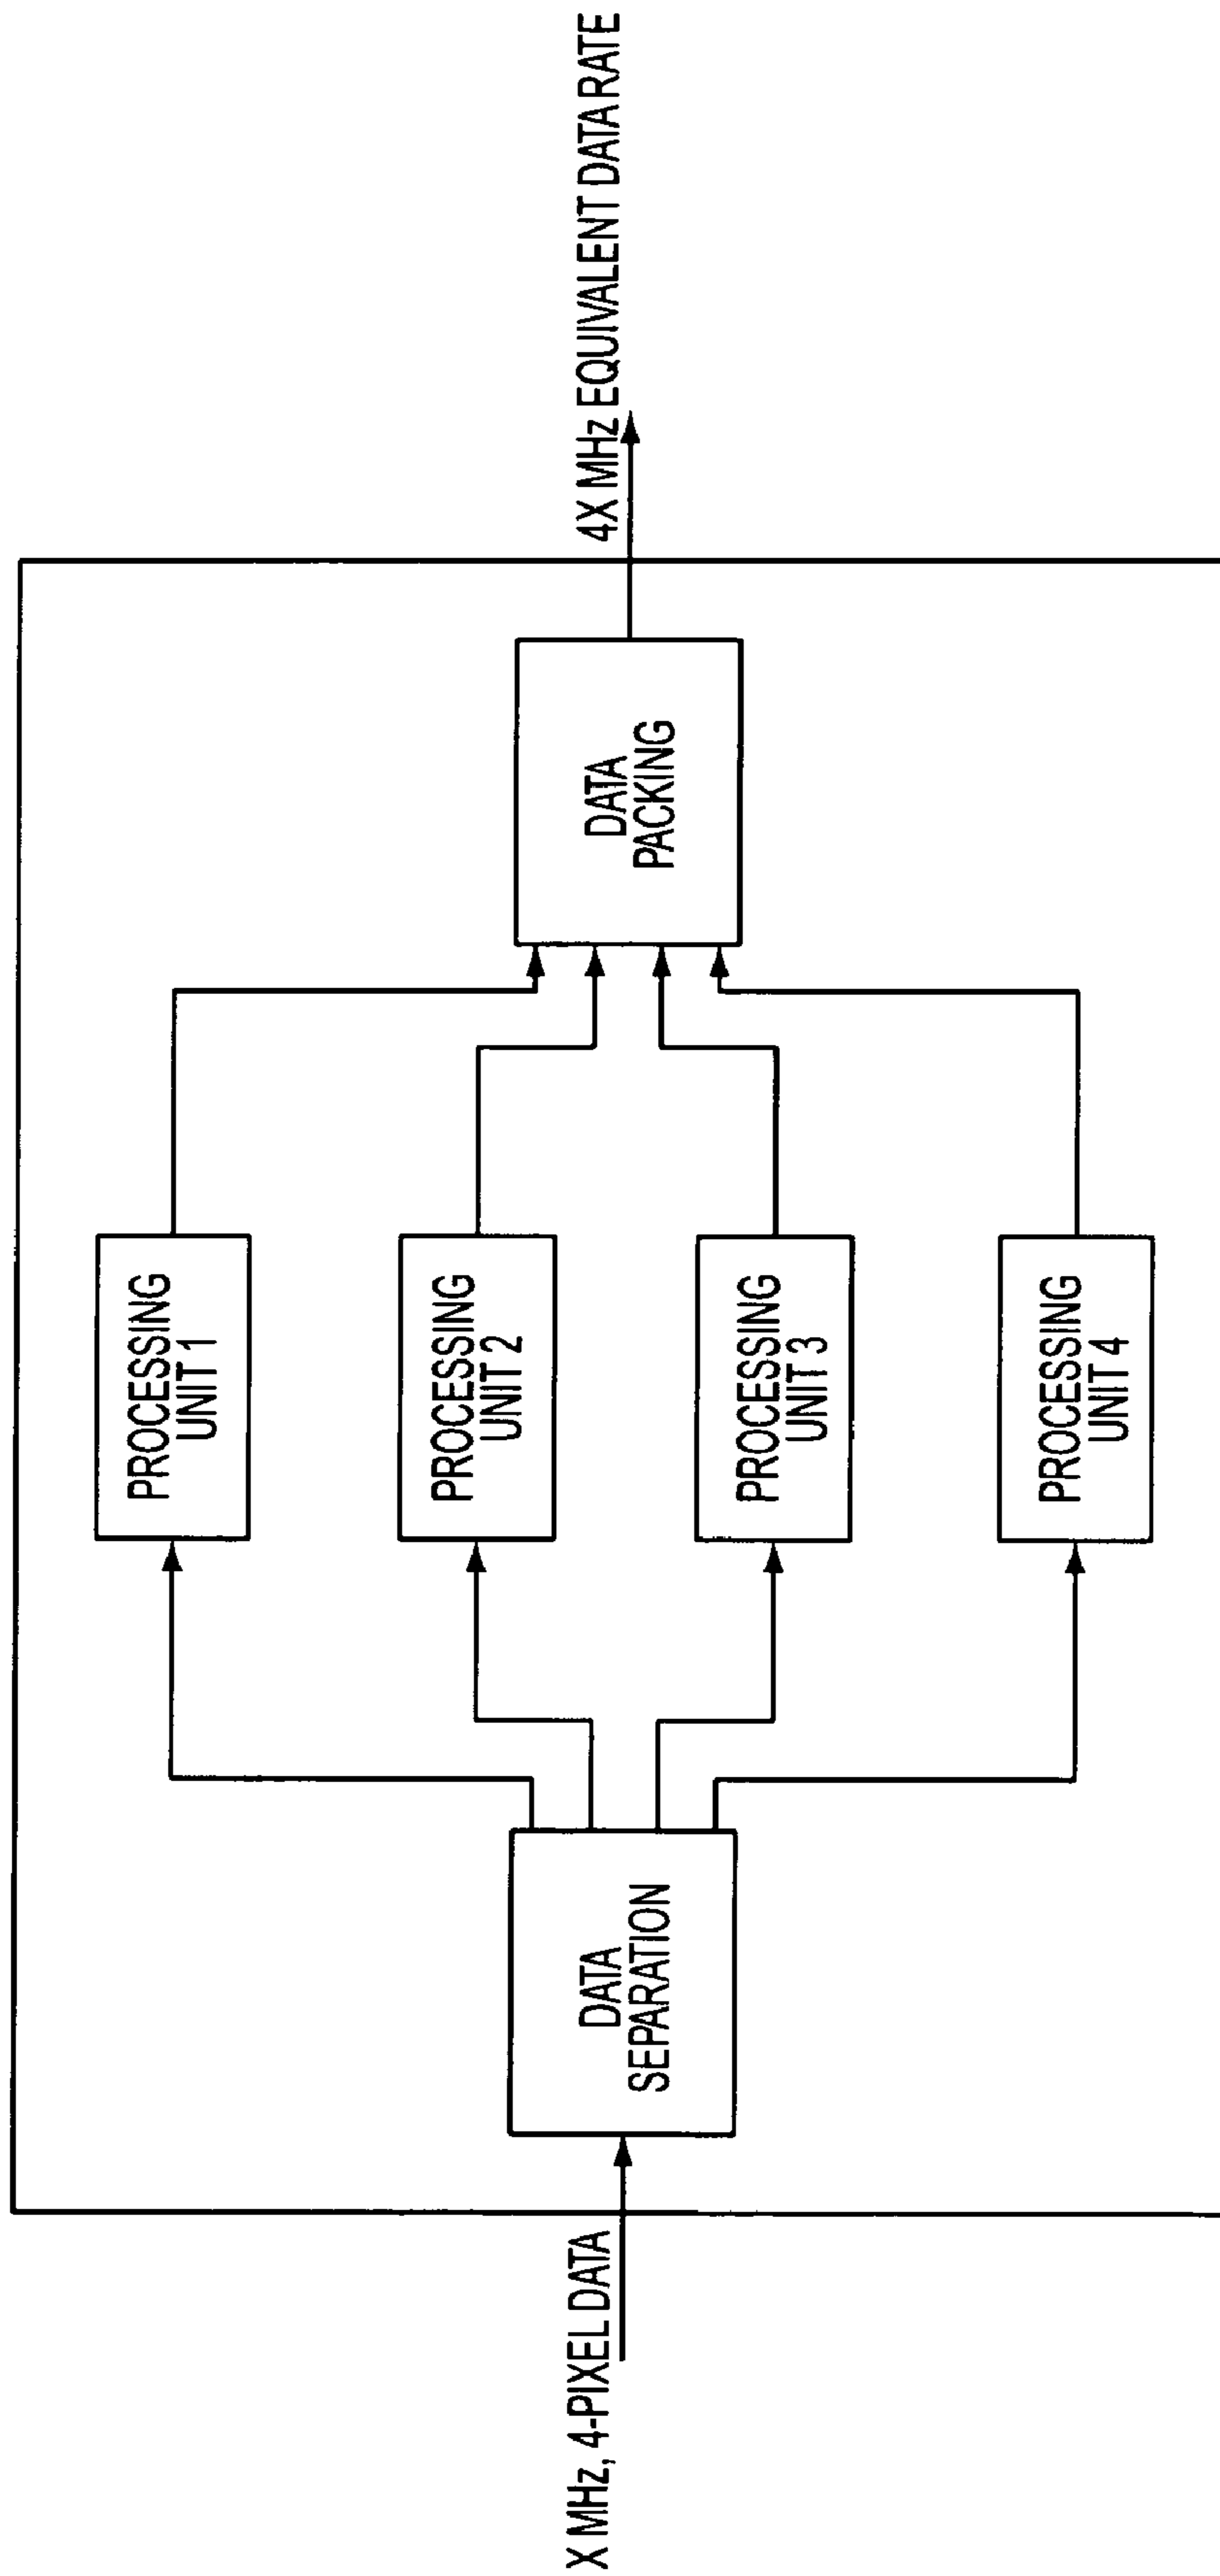 X MHz, 4-PIXEL DATA
DATA
SEPARATION
PROCESSING
UNIT 1
PROCESSING
UNIT 2
PROCESSING
UNIT 3
PROCESSING
UNIT 4
DATA
PACKING
4X MHz EQUIVALENT DATA RATE